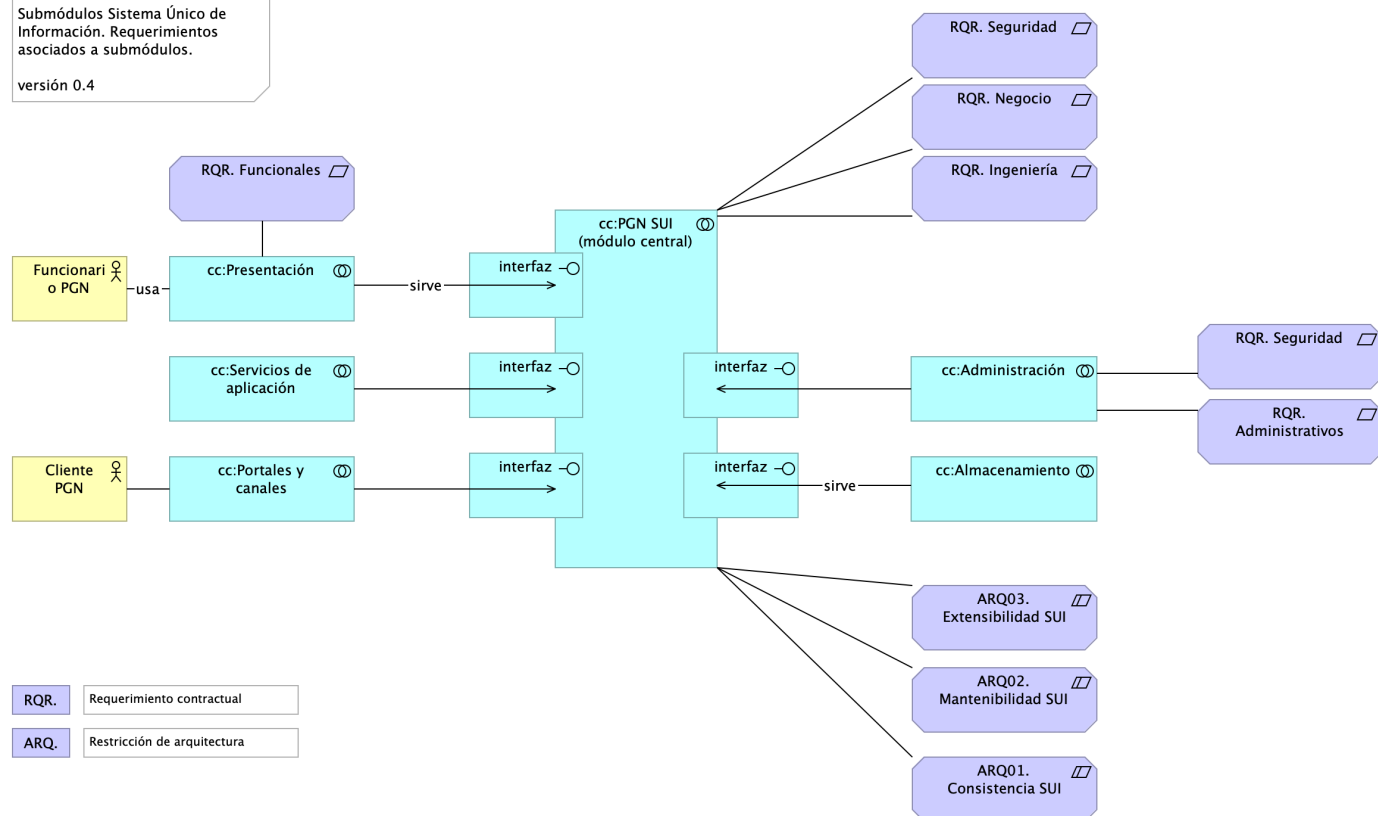 Submódulos Sistema Único de
Información. Requerimientos
asociados a submódulos.
versión 0.4
RQR. Seguridad
RQR. Negocio
RQR. Ingeniería
RQR. Funcionales
cc:PGN SUI
(módulo central)
Funcionari
o PGN
usa
cc:Presentación
sirve
interfaz
cc:Servicios de
aplicación
interfaz
interfaz
cc:Administración
RQR. Seguridad
RQR.
Administrativos
Cliente
PGN
cc:Portales y
canales
interfaz
interfaz
sirve
cc:Almacenamiento
ARQ03.
Extensibilidad SUI
ARQ02.
Mantenibilidad SUI
ARQ01.
Consistencia SUI
RQR.
Requerimiento contractual
ARQ.
Restricción de arquitectura